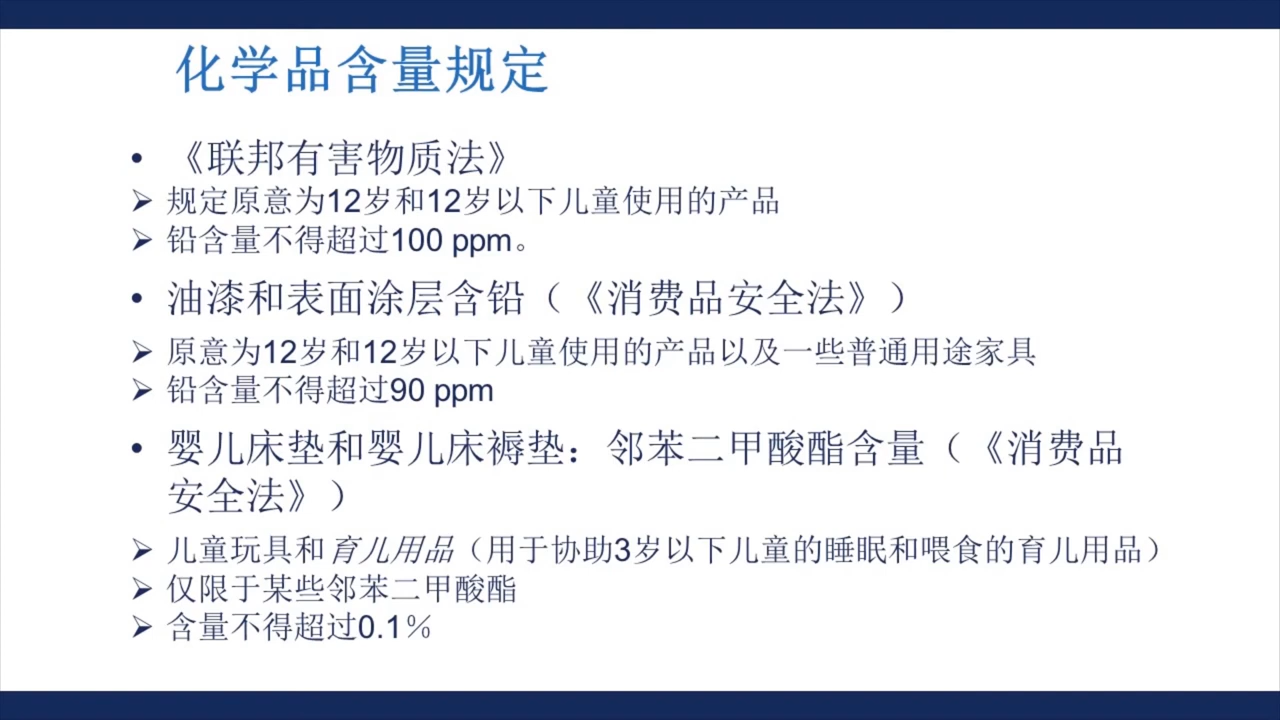 化学品含量规定
• 《联邦有害物质法》
➢ 规定原意为12岁和12岁以下儿童使用的产品
➢ 铅含量不得超过100 ppm。
• 油漆和表面涂层含铅（《消费品安全法》）
➢ 原意为12岁和12岁以下儿童使用的产品以及一些普通用途家具
➢ 铅含量不得超过90 ppm
• 婴儿床垫和婴儿床褥垫：邻苯二甲酸酯含量（《消费品
安全法》）
➢ 儿童玩具和育儿用品（用于协助3岁以下儿童的睡眠和喂食的育儿用品）
➢ 仅限于某些邻苯二甲酸酯
➢ 含量不得超过0.1％